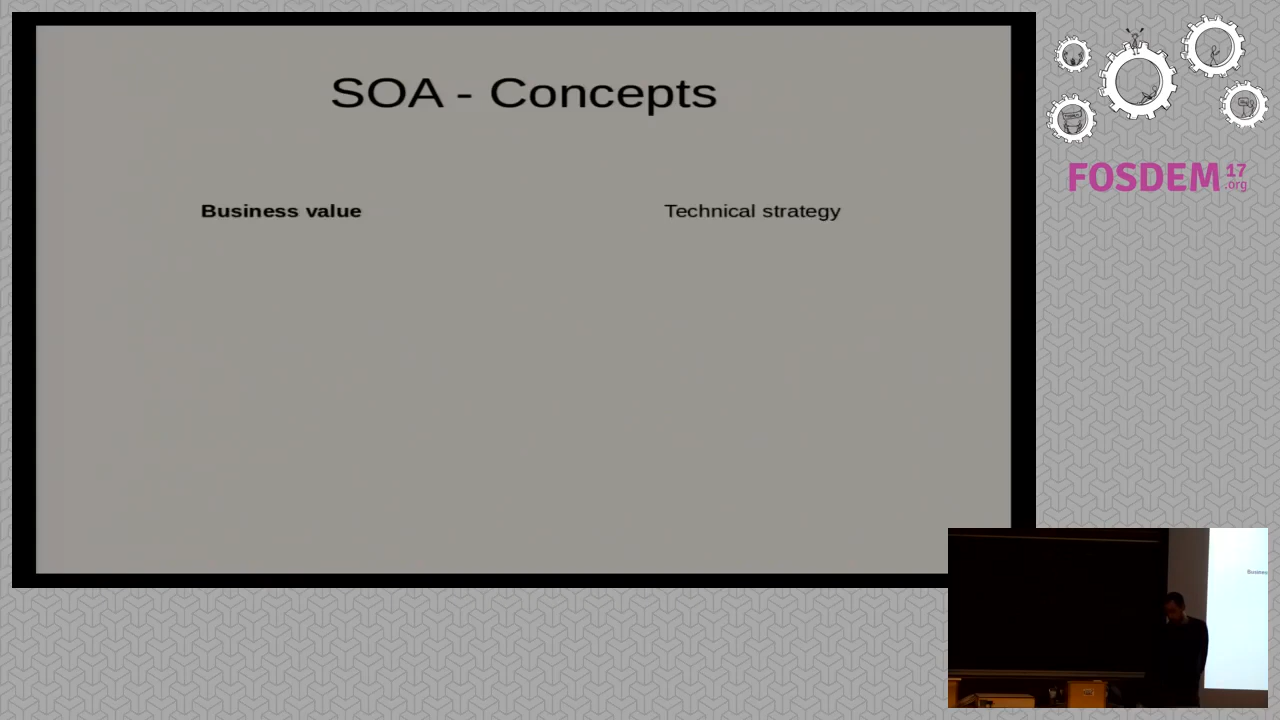 SOA - Concepts
Business value
Technical strategy
FOSDEM 17
.org